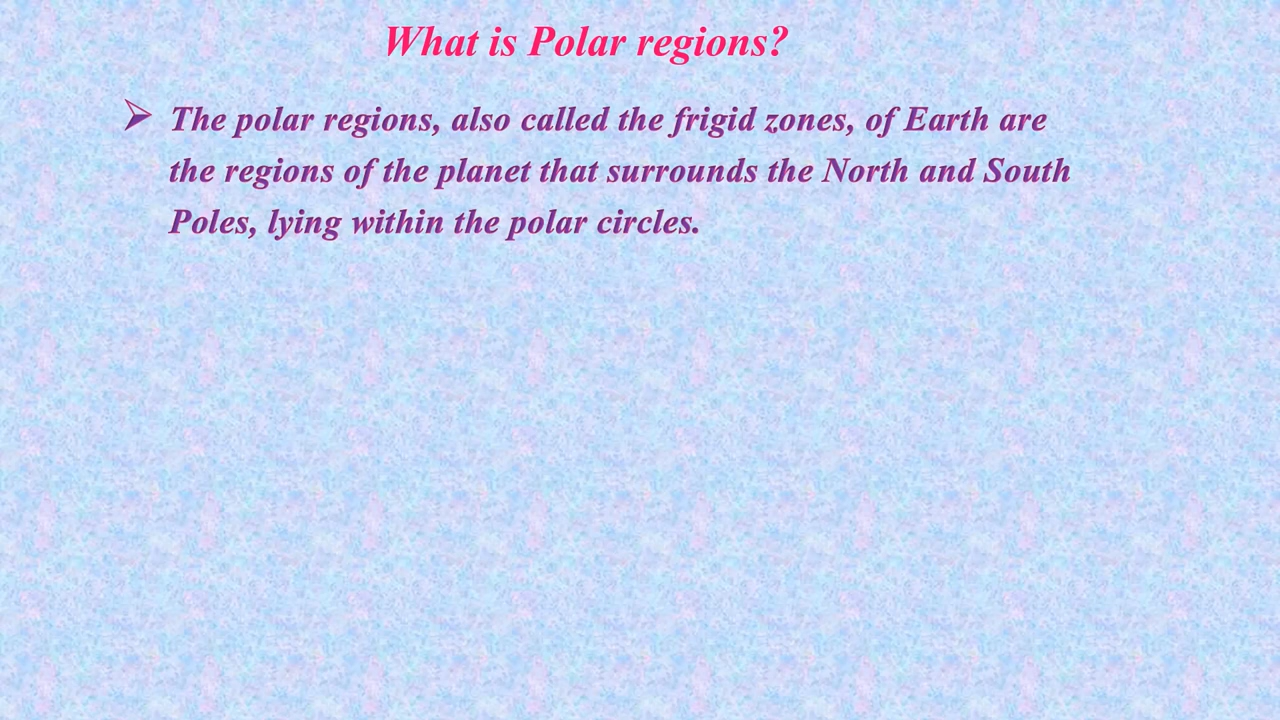 What is Polar regions?
➢ The polar regions, also called the frigid zones, of Earth are
the regions of the planet that surrounds the North and South
Poles, lying within the polar circles.